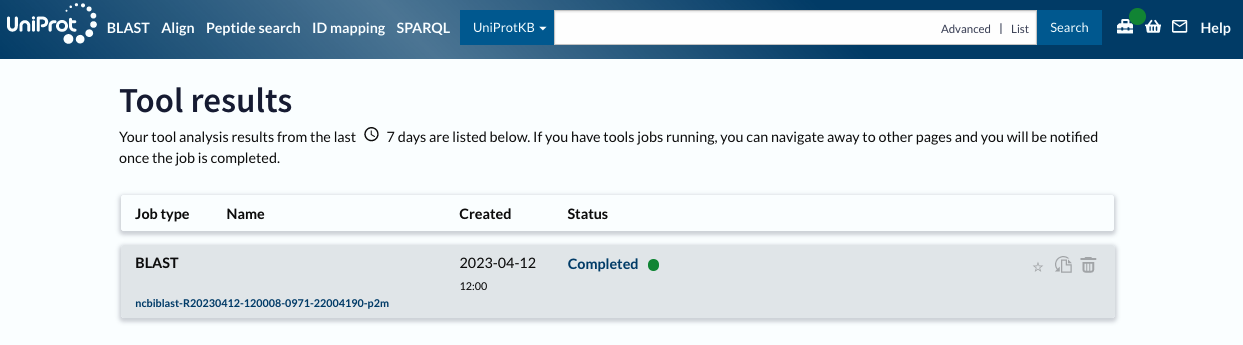 UniProt BLAST Align Peptide search ID mapping SPARQL UniProtKB Advanced | List Search Help
Tool results
Your tool analysis results from the last 7 days are listed below. If you have tools jobs running, you can navigate away to other pages and you will be notified
once the job is completed.
Job type Name Created Status
BLAST 2023-04-12 Completed
12:00
ncbiblast-R20230412-120008-0971-22004190-p2m